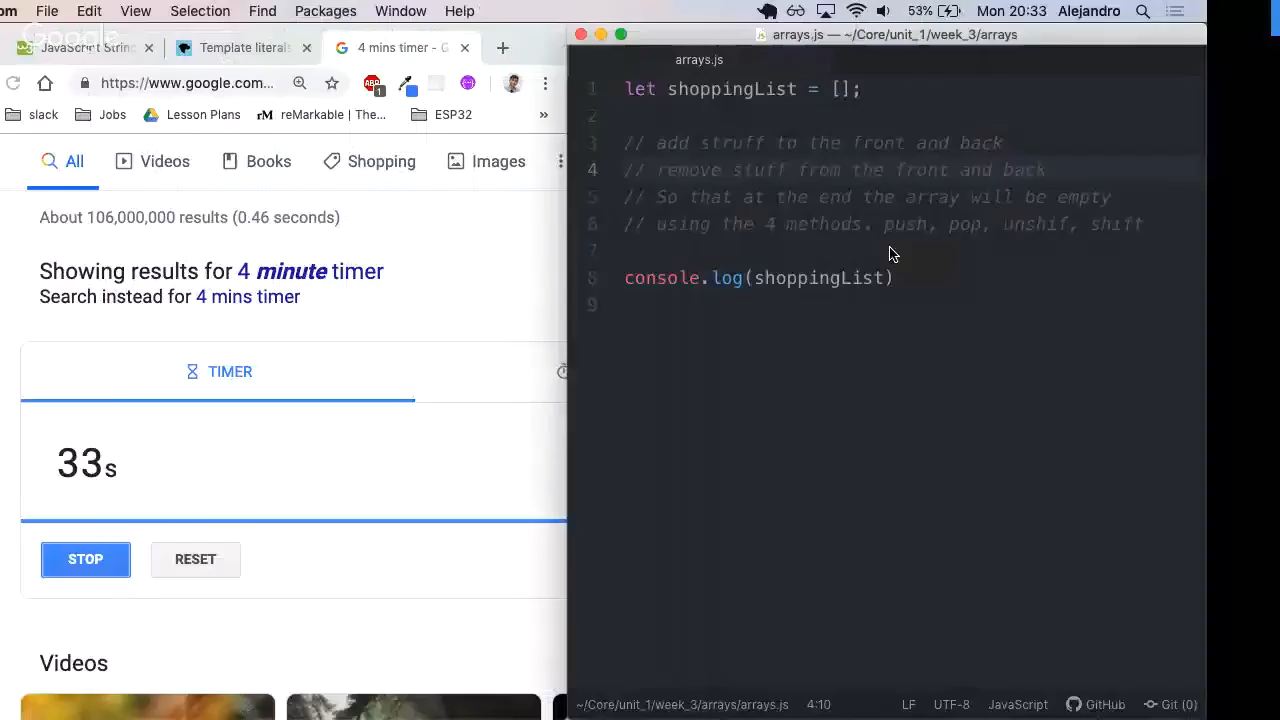 om File Edit View Selection Find Packages Window Help 53% Mon 20:33 Alejandro
Google
JavaScript Strinc × Template literals × 4 mins timer - G × +
https://www.google.com...
1
slack Jobs Lesson Plans rM reMarkable | The... ESP32 »
All Videos Books Shopping Images
About 106,000,000 results (0.46 seconds)
Showing results for 4 minute timer
Search instead for 4 mins timer
TIMER
33s
STOP RESET
Videos
arrays.js — ~/Core/unit_1/week_3/arrays
arrays.js
1 let shoppingList = [];
2
3 // add struff to the front and back
4 // remove stuff from the front and back
5 // So that at the end the array will be empty
6 // using the 4 methods. push, pop, unshif, shift
7
8 console.log(shoppingList)
9
~/Core/unit_1/week_3/arrays/arrays.js 4:10 LF UTF-8 JavaScript GitHub Git (0)